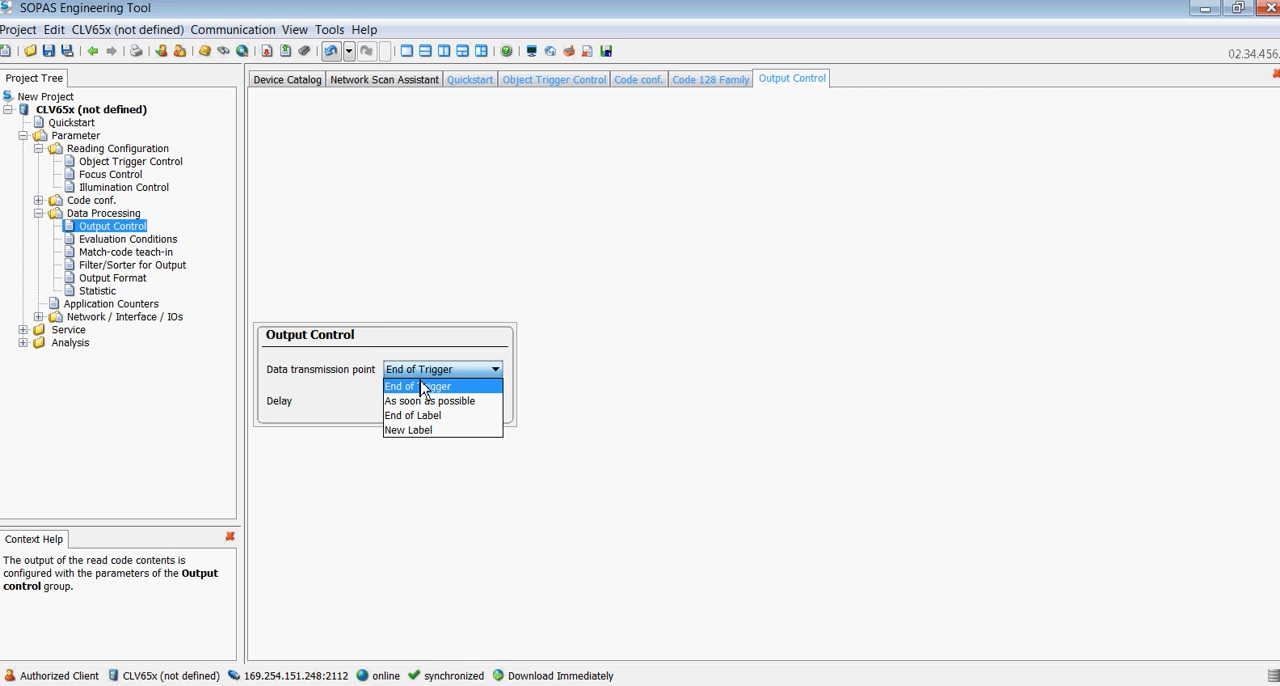 SOPAS Engineering Tool
Project Edit CLV65x (not defined) Communication View Tools Help
02.34.456.
Project Tree
Device Catalog Network Scan Assistant Quickstart Object Trigger Control Code conf. Code 128 Family Output Control
New Project
CLV65x (not defined)
Quickstart
Parameter
Reading Configuration
Object Trigger Control
Focus Control
Illumination Control
Code conf.
Data Processing
Output Control
Evaluation Conditions
Match-code teach-in
Filter/Sorter for Output
Output Format
Statistic
Application Counters
Network / Interface / IOs
Service
Analysis
Output Control
Data transmission point End of Trigger
End of Trigger
As soon as possible
Delay
End of Label
New Label
Context Help
The output of the read code contents is
configured with the parameters of the Output
control group.
Authorized Client CLV65x (not defined) 169.254.151.248:2112 online synchronized Download Immediately